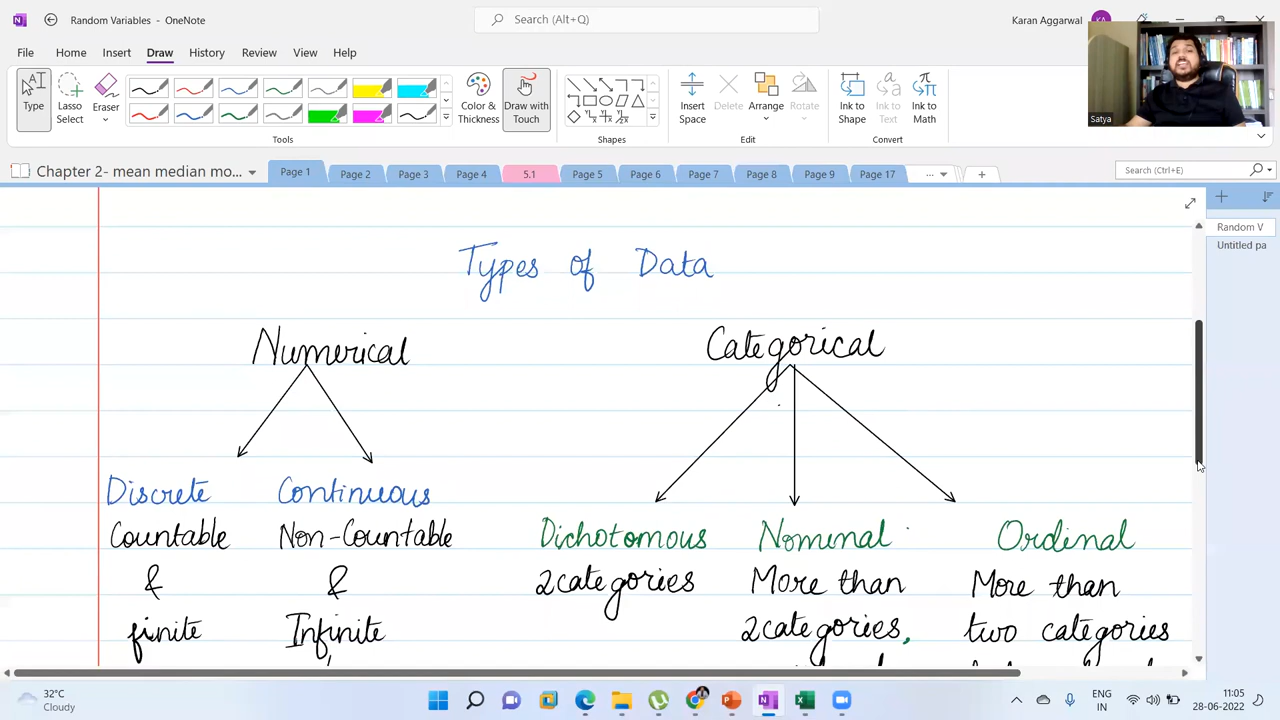 Random Variables - OneNote
Search (Alt+Q)
Karan Aggarwal
KA
File Home Insert Draw History Review View Help
Type
Lasso Select
Eraser
Color & Thickness
Draw with Touch
Insert Space
Delete
Arrange
Rotate
Ink to Shape
Ink to Text
Ink to Math
Tools
Shapes
Edit
Convert
Satya
Chapter 2- mean median mo...
Page 1 Page 2 Page 3 Page 4 5.1 Page 5 Page 6 Page 7 Page 8 Page 9 Page 17 ...
Search (Ctrl+E)
Random V
Untitled pa
Types of Data
Numerical Categorical
Discrete Continuous
Countable Non-Countable
& &
finite Infinite
Dichotomous Nominal Ordinal
2categories More than More than
2categories, two categories
32°C
Cloudy
ENG
IN
11:05
28-06-2022